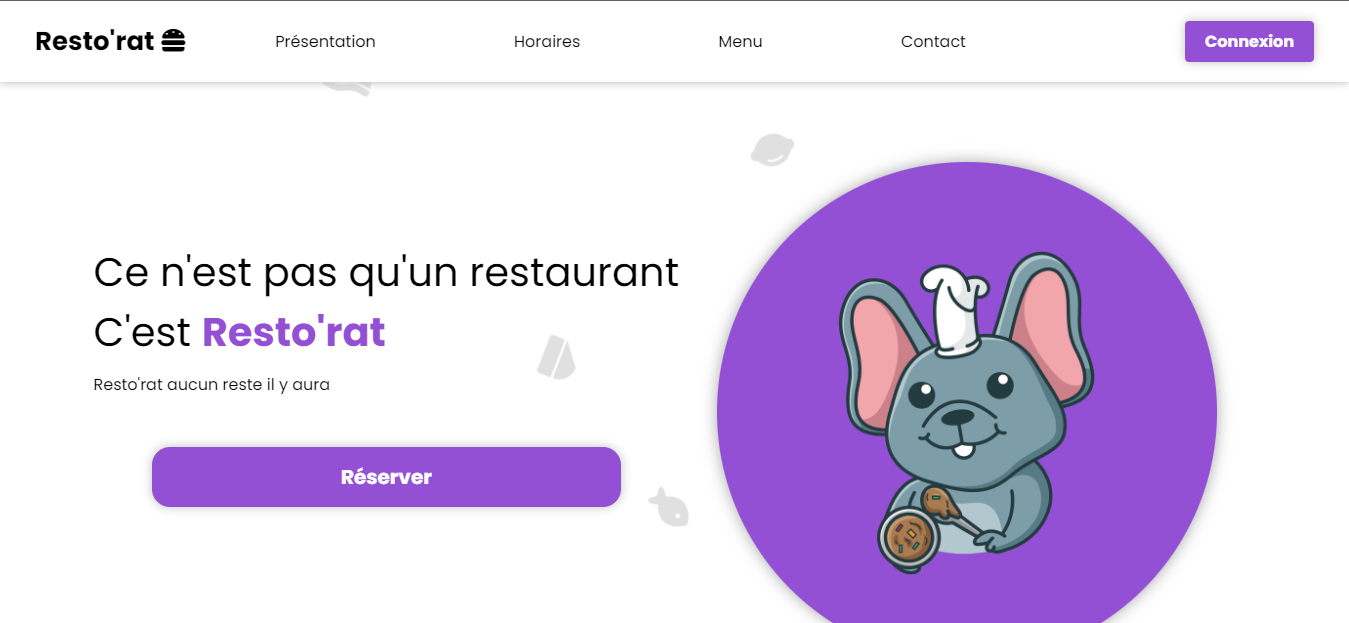 Resto'rat
Présentation
Horaires
Menu
Contact
Connexion
Ce n'est pas qu'un restaurant
C'est Resto'rat
Resto'rat aucun reste il y aura
Réserver